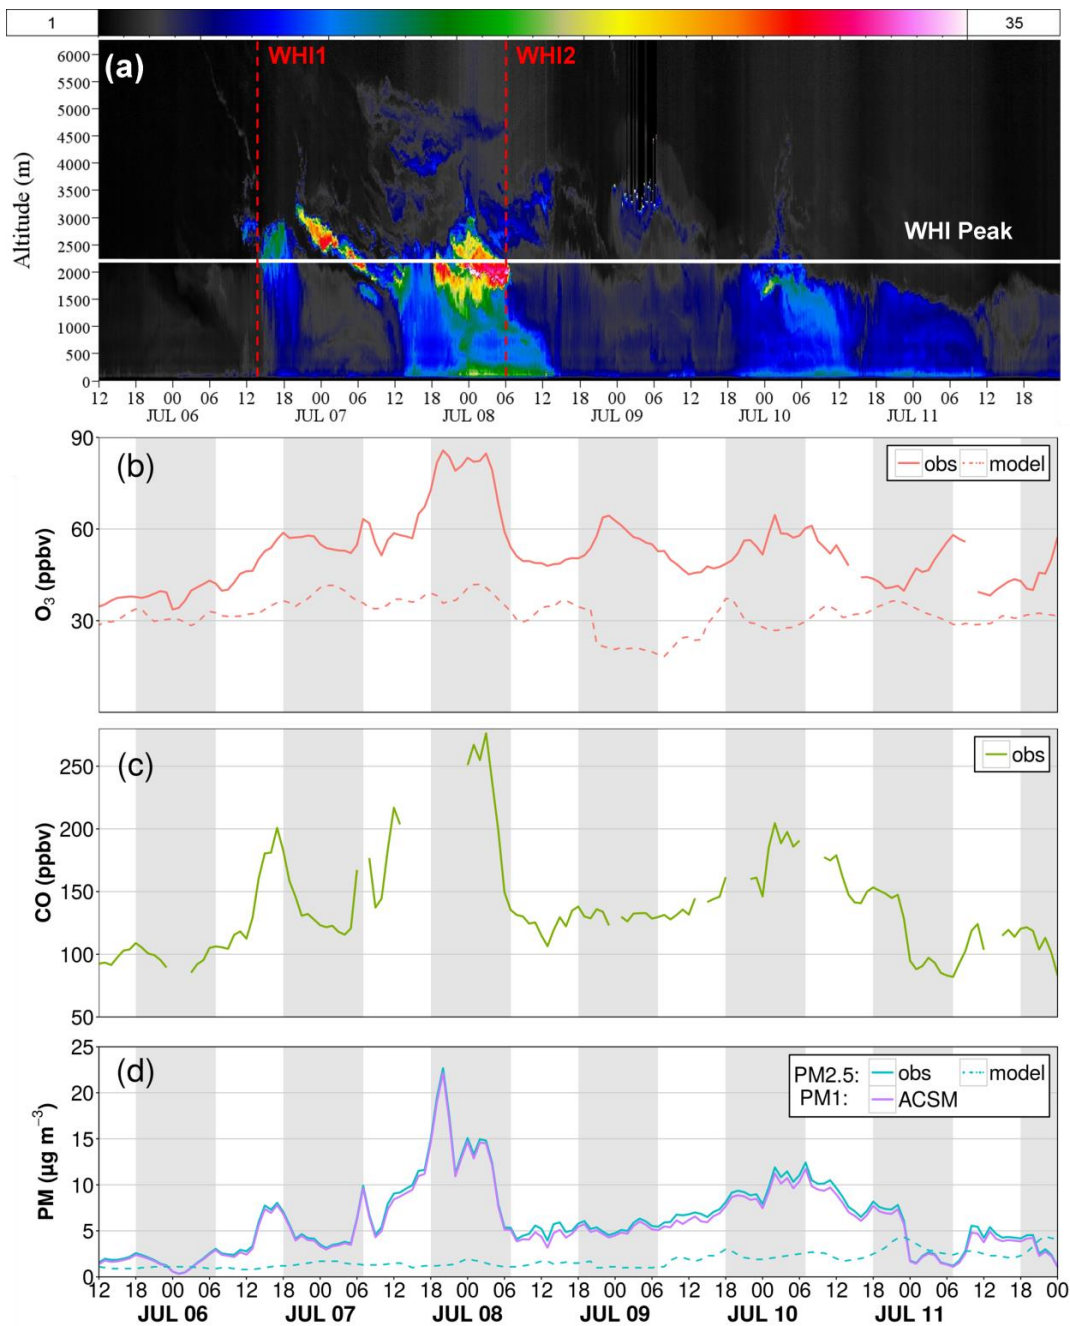 1 35
(a) WHI1 WHI2
WHI Peak
Altitude (m)
6000
5500
5000
4500
4000
3500
3000
2500
2000
1500
1000
500
0
12 18 00 06 12 18 00 06 12 18 00 06 12 18 00 06 12 18 00 06 12 18 00 06 12 18
JUL 06 JUL 07 JUL 08 JUL 09 JUL 10 JUL 11
(b)
obs model
O3 (ppbv)
90
60
30
(c)
obs
CO (ppbv)
250
200
150
100
50
(d)
PM2.5: obs model
PM1: ACSM
PM (µg m−3)
25
20
15
10
5
0
12 18 00 06 12 18 00 06 12 18 00 06 12 18 00 06 12 18 00 06 12 18 00 06 12 18 00
JUL 06 JUL 07 JUL 08 JUL 09 JUL 10 JUL 11